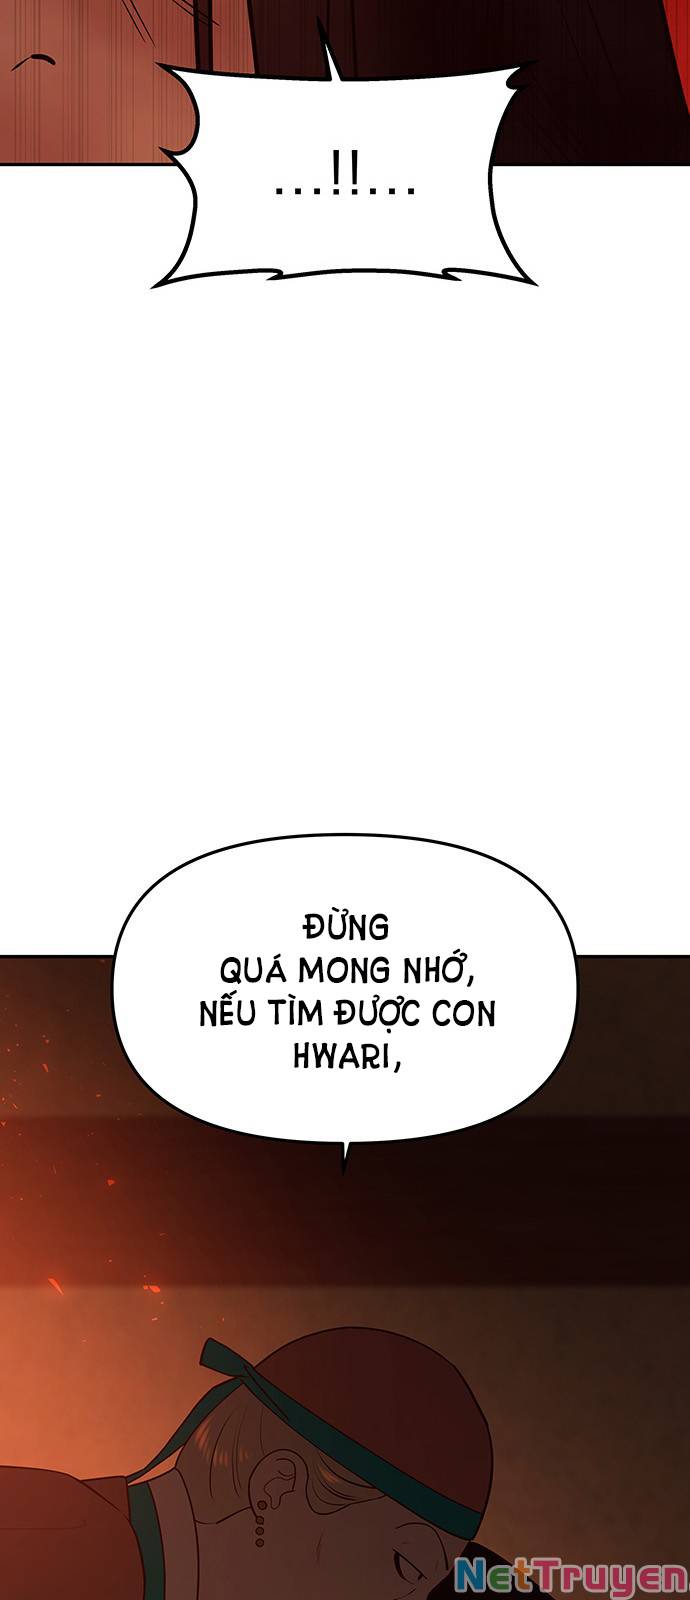 ...!!...
ĐỪNG
QUÁ MONG NHỚ,
NẾU TÌM ĐƯỢC CON
HWARI,
NetTruyen